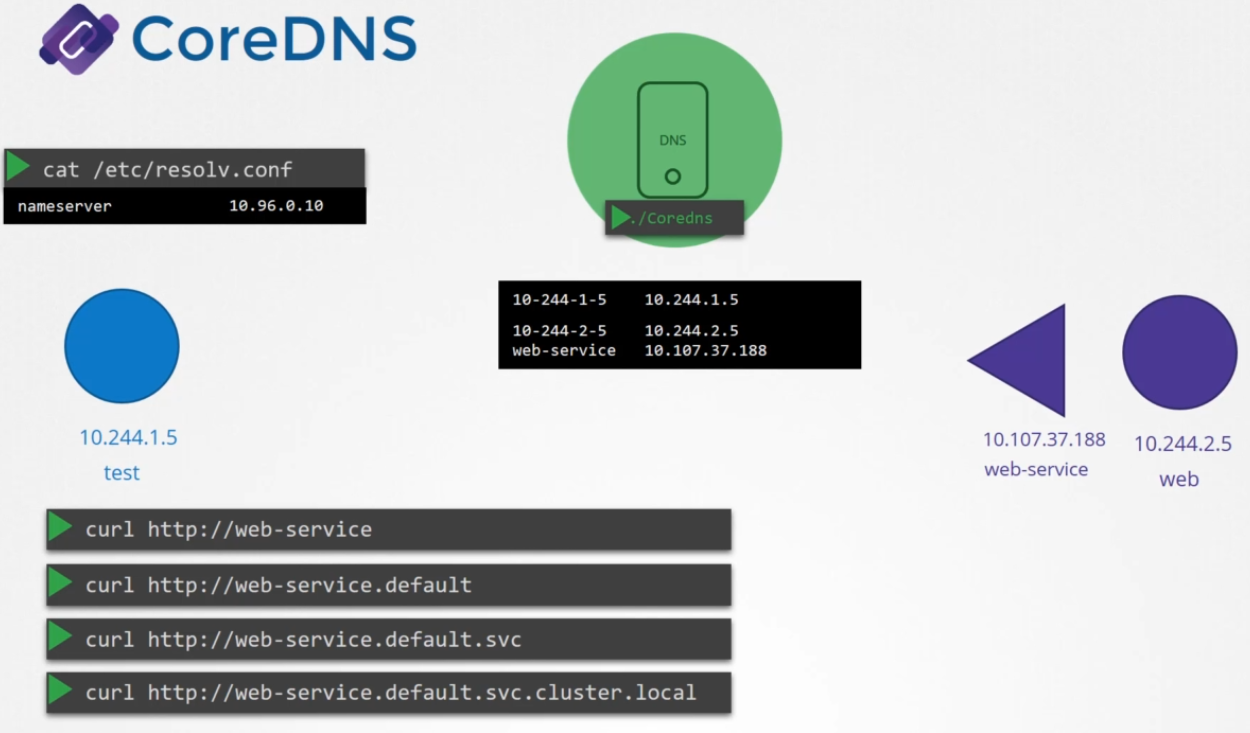 CoreDNS
DNS
./Coredns
cat /etc/resolv.conf
nameserver 10.96.0.10
10-244-1-5 10.244.1.5
10-244-2-5 10.244.2.5
web-service 10.107.37.188
10.244.1.5
test
10.107.37.188
web-service
10.244.2.5
web
curl http://web-service
curl http://web-service.default
curl http://web-service.default.svc
curl http://web-service.default.svc.cluster.local